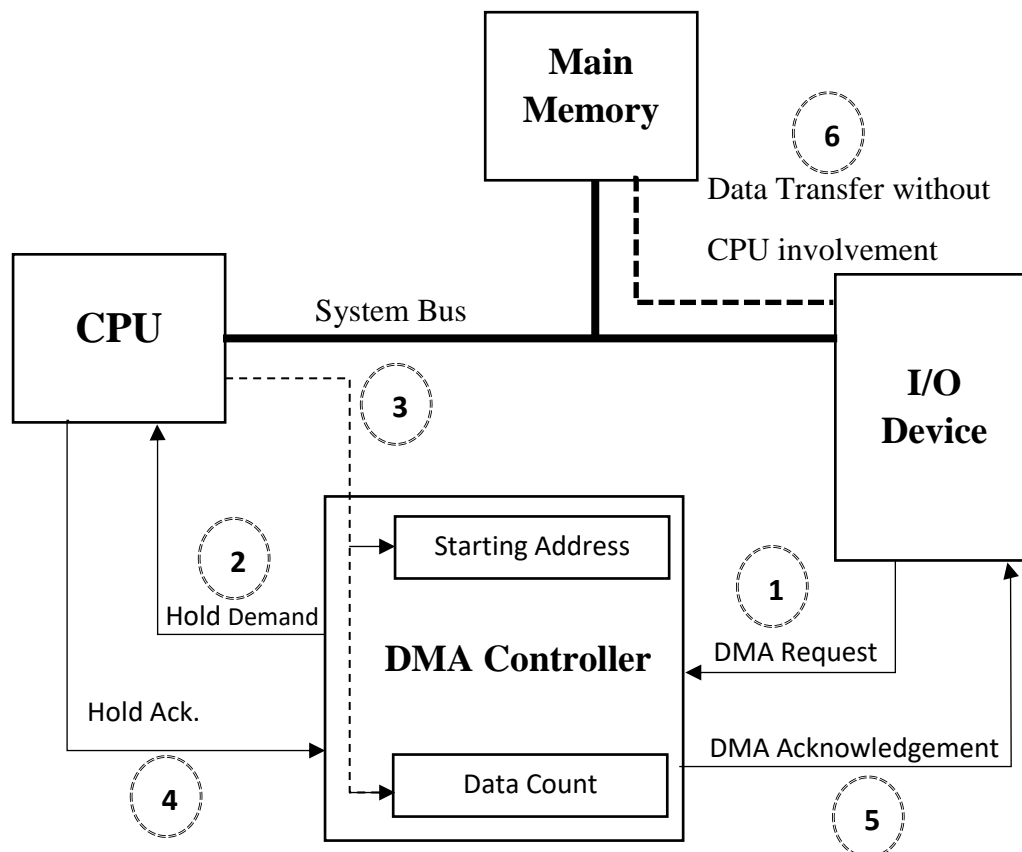 Main
Memory
6
Data Transfer without
CPU involvement
CPU
System Bus
I/O
Device
3
2
Starting Address
1
Hold Demand
DMA Controller
DMA Request
Hold Ack.
DMA Acknowledgement
Data Count
4
5